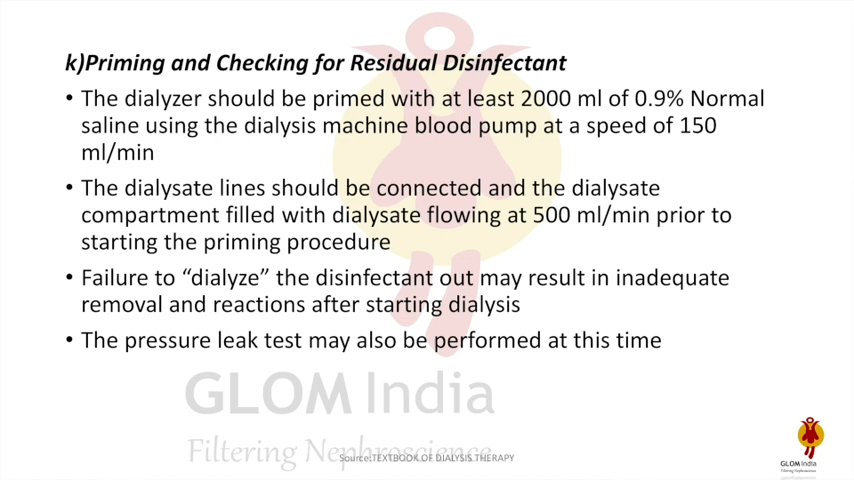 k)Priming and Checking for Residual Disinfectant
• The dialyzer should be primed with at least 2000 ml of 0.9% Normal
saline using the dialysis machine blood pump at a speed of 150
ml/min
• The dialysate lines should be connected and the dialysate
compartment filled with dialysate flowing at 500 ml/min prior to
starting the priming procedure
• Failure to “dialyze” the disinfectant out may result in inadequate
removal and reactions after starting dialysis
• The pressure leak test may also be performed at this time
GLOM India
Filtering Nephroscience
Source:TEXTBOOK OF DIALYSIS THERAPY
GLOM India
Filtering Nephroscience